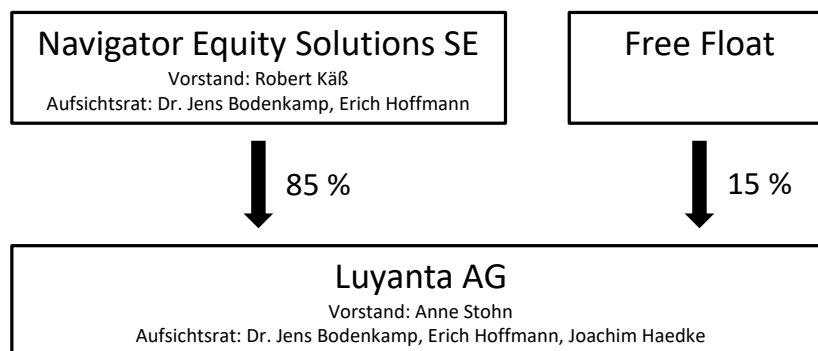 Navigator Equity Solutions SE
Vorstand: Robert Käß
Aufsichtsrat: Dr. Jens Bodenkamp, Erich Hoffmann
Free Float
85 %
15 %
Luyanta AG
Vorstand: Anne Stohn
Aufsichtsrat: Dr. Jens Bodenkamp, Erich Hoffmann, Joachim Haedke